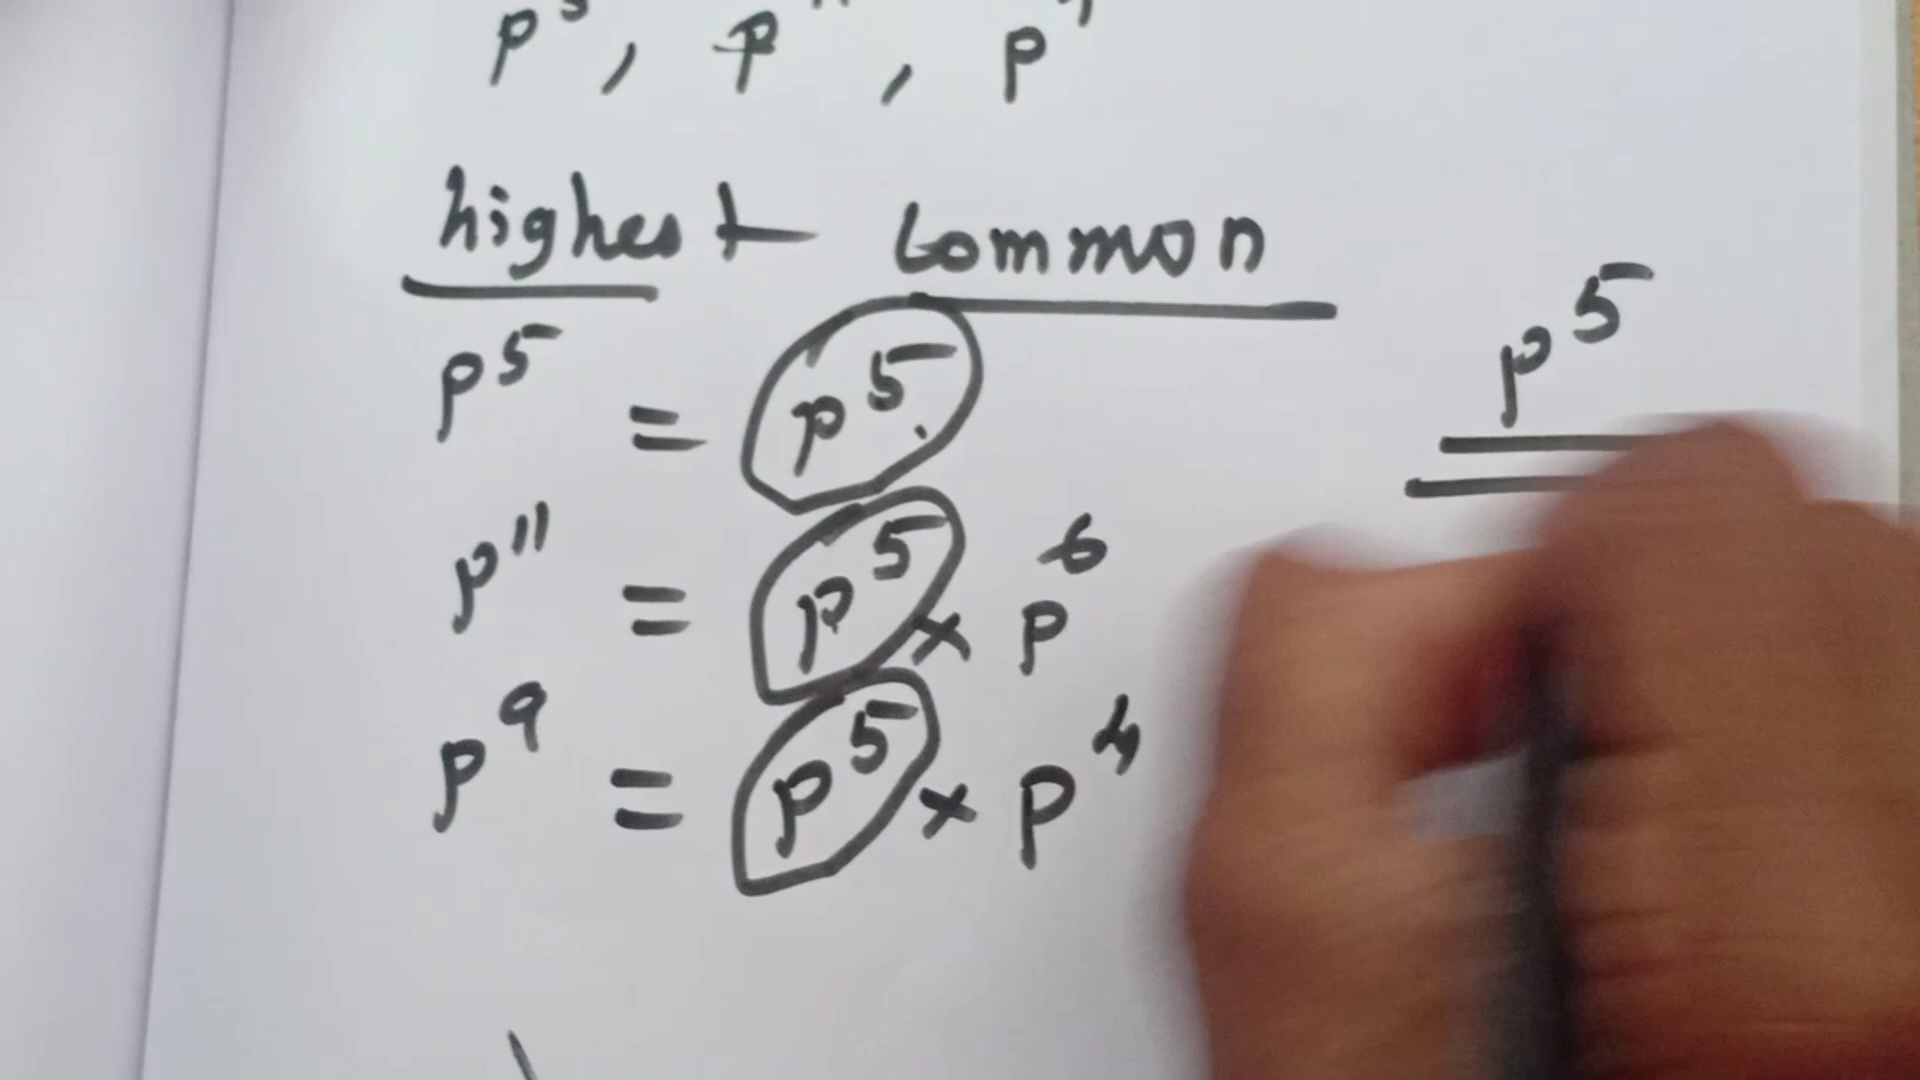 p⁵, p¹¹, p⁹
highest common
p⁵ = p⁵
p¹¹ = p⁵ × p⁶
p⁹ = p⁵ × p⁴
p⁵